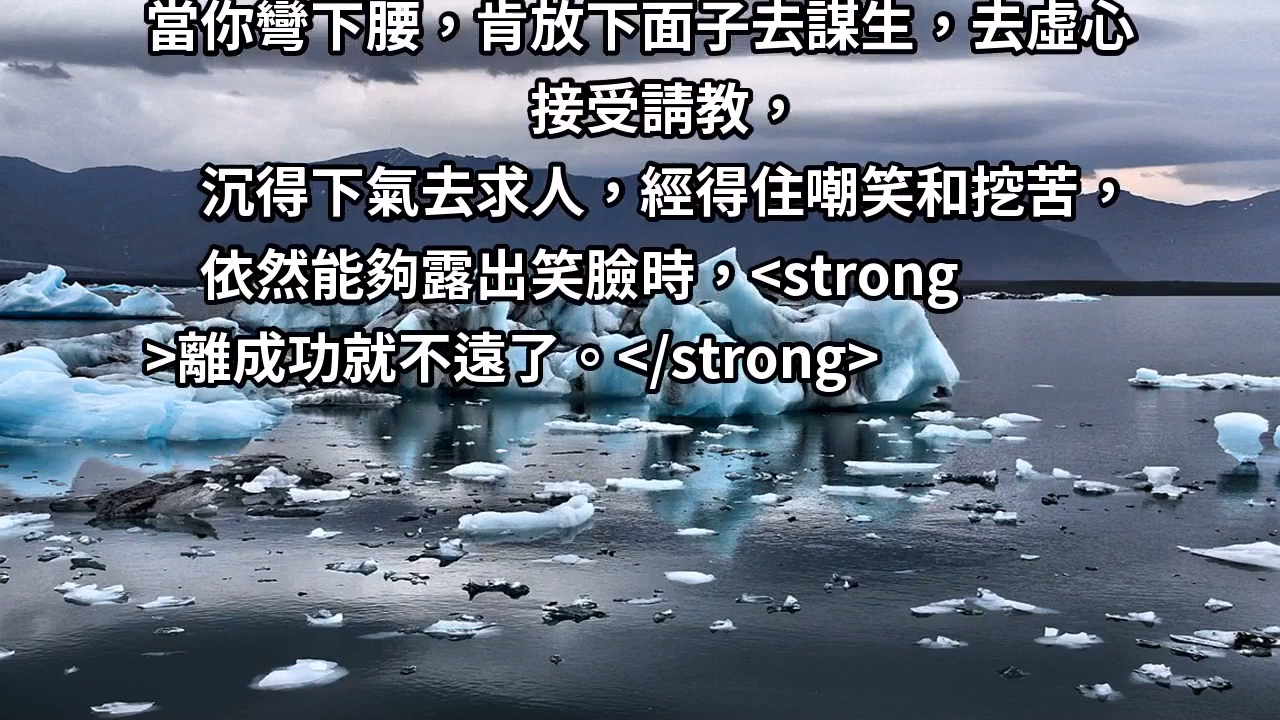 當你彎下腰，肯放下面子去謀生，去虛心
接受請教，
沉得下氣去求人，經得住嘲笑和挖苦，
依然能夠露出笑臉時，<strong
>離成功就不遠了。</strong>